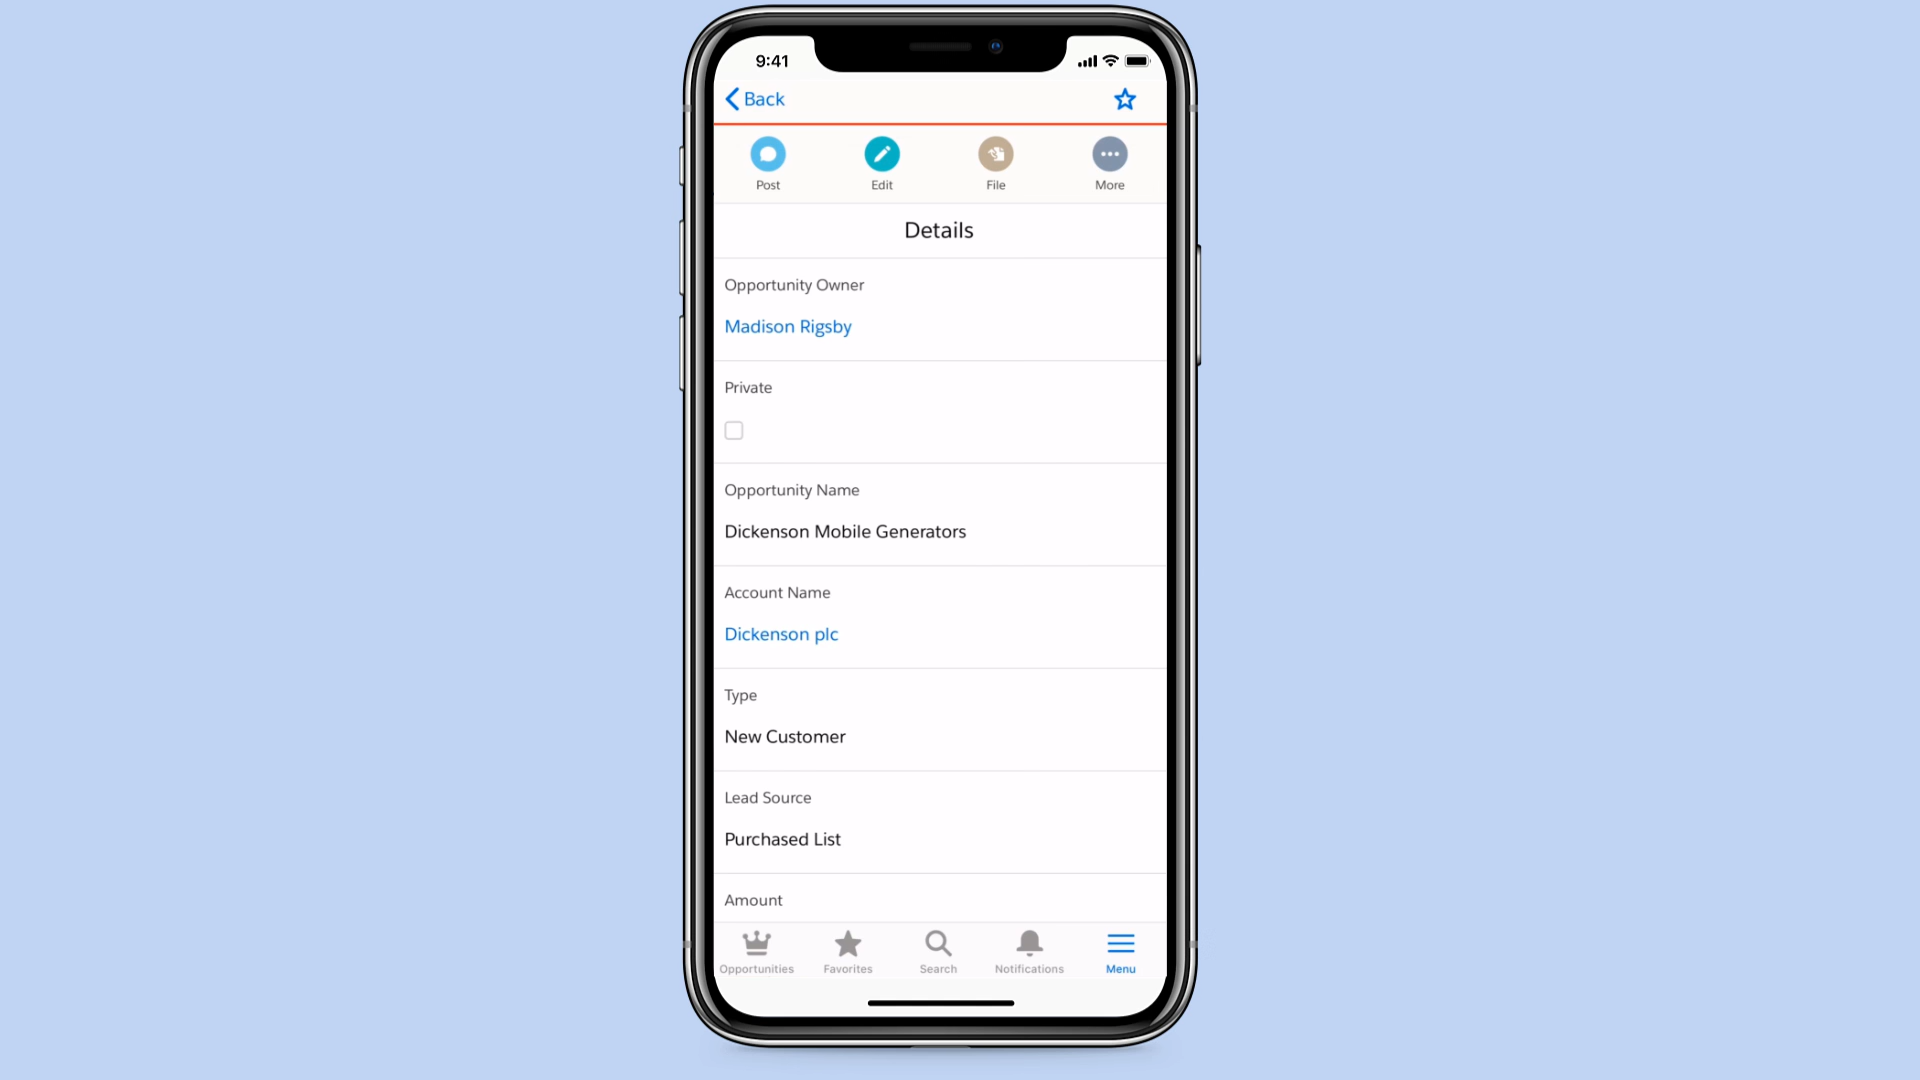 9:41
Back
Post
Edit
File
More
Details
Opportunity Owner
Madison Rigsby
Private
Opportunity Name
Dickenson Mobile Generators
Account Name
Dickenson plc
Type
New Customer
Lead Source
Purchased List
Amount
Opportunities
Favorites
Search
Notifications
Menu